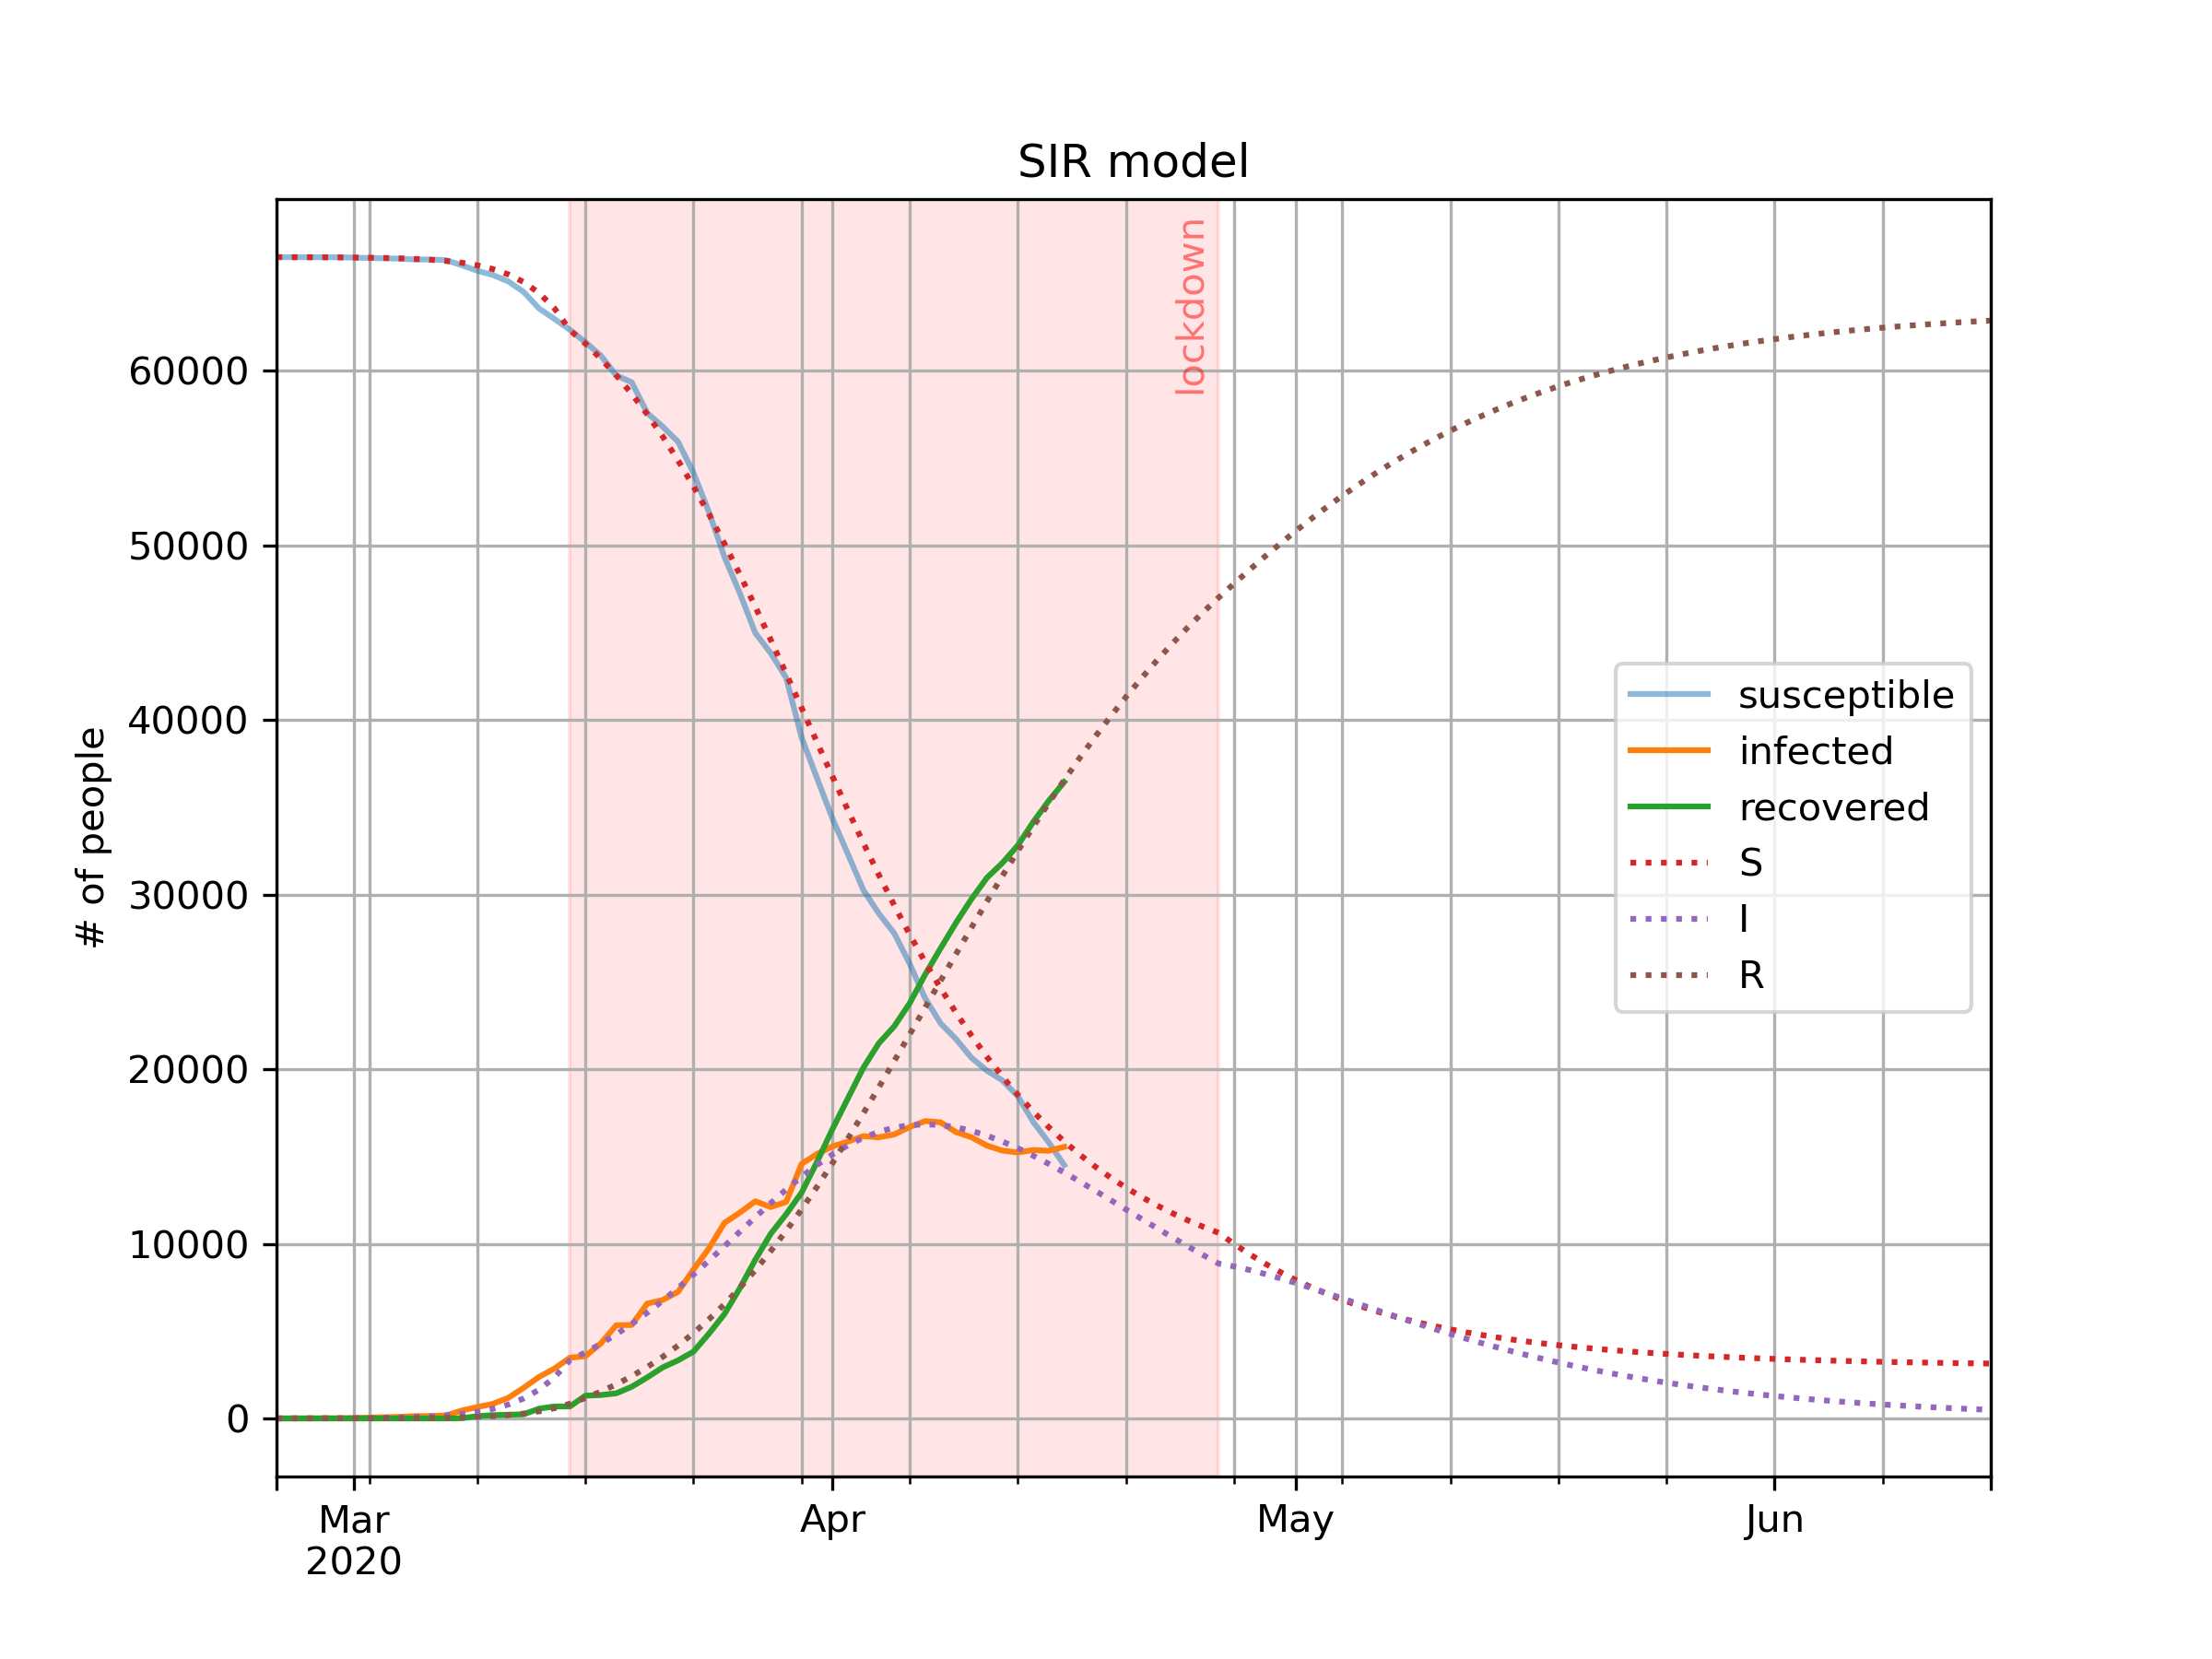 SIR model
lockdown
60000
50000
40000
30000
20000
10000
0
# of people
susceptible
infected
recovered
S
I
R
Mar Apr May Jun
2020